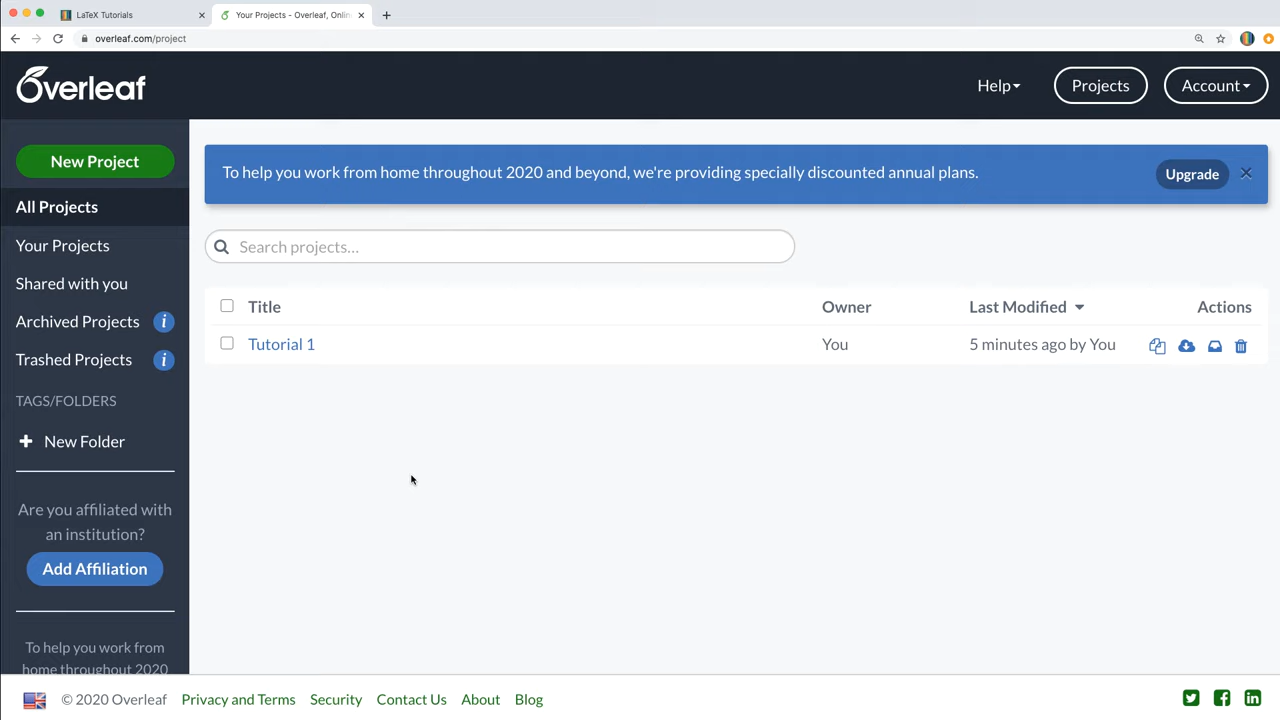 LaTeX Tutorials
Your Projects - Overleaf, Onlin
overleaf.com/project
Overleaf
Help
Projects
Account
New Project
All Projects
Your Projects
Shared with you
Archived Projects i
Trashed Projects i
TAGS/FOLDERS
New Folder
Are you affiliated with
an institution?
Add Affiliation
To help you work from
home throughout 2020
To help you work from home throughout 2020 and beyond, we're providing specially discounted annual plans.
Upgrade
Search projects...
Title Owner Last Modified Actions
Tutorial 1 You 5 minutes ago by You
© 2020 Overleaf Privacy and Terms Security Contact Us About Blog